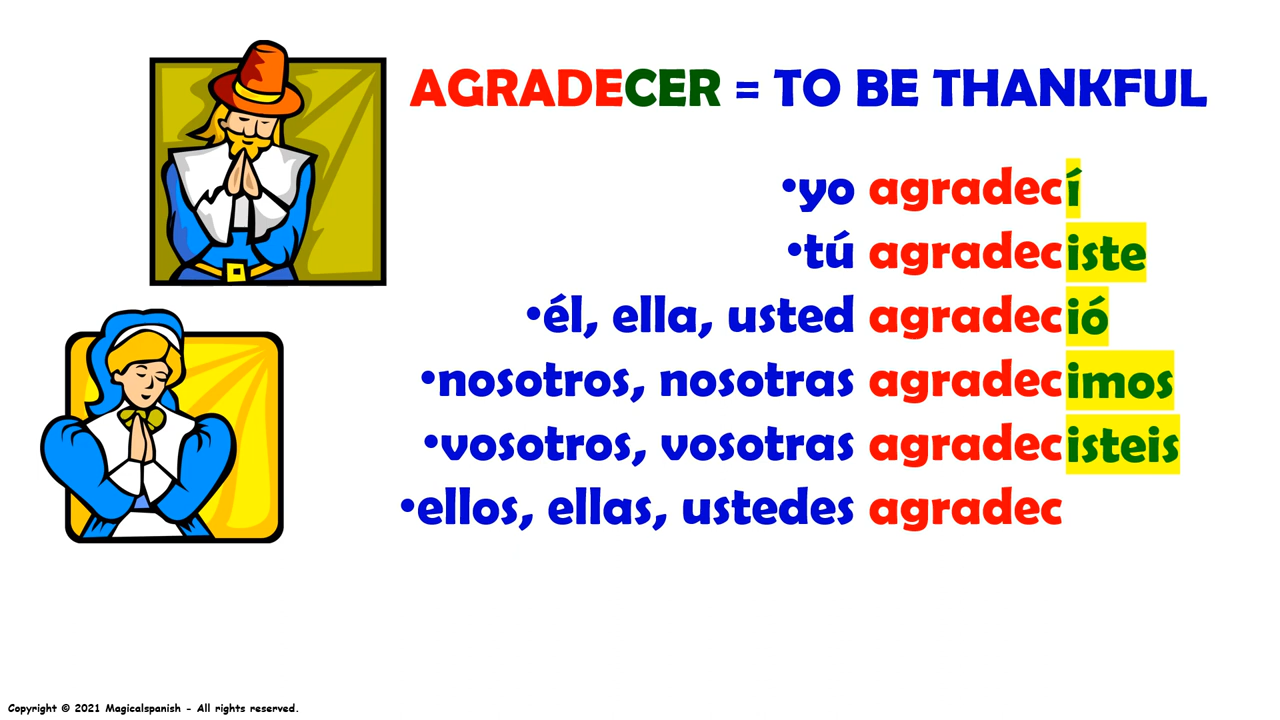 AGRADECER = TO BE THANKFUL
•yo agradecí
•tú agradeciste
•él, ella, usted agradeció
•nosotros, nosotras agradecimos
•vosotros, vosotras agradecisteis
•ellos, ellas, ustedes agradec
Copyright © 2021 Magicalspanish - All rights reserved.